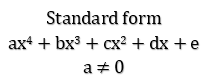 Standard form
ax⁴ + bx³ + cx² + dx + e
a ≠ 0